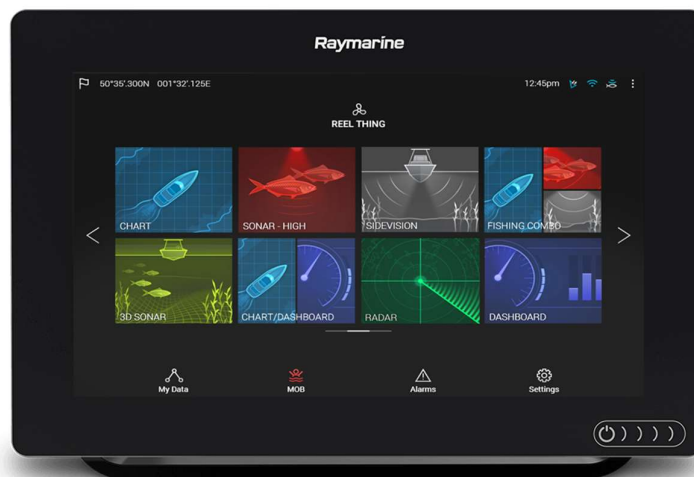 Raymarine
50°35'.300N 001°32'.125E
12:45pm
REEL THING
CHART
SONAR - HIGH
SIDEVISION
FISHING COMBO
3D SONAR
CHART/DASHBOARD
RADAR
DASHBOARD
My Data
MOB
Alarms
Settings